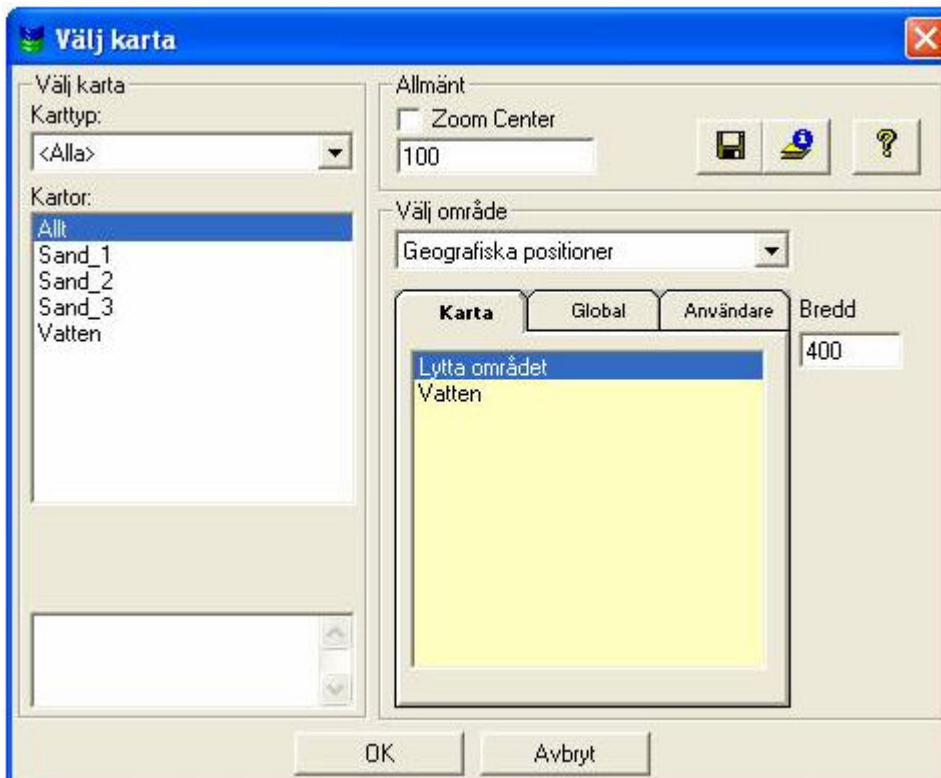 Välj karta
Välj karta
Karttyp:
<Alla>
Kartor:
Allt
Sand_1
Sand_2
Sand_3
Vatten
Allmänt
Zoom Center
100
?
Välj område
Geografiska positioner
Karta
Global
Användare
Bredd
400
Lytta området
Vatten
OK
Avbryt